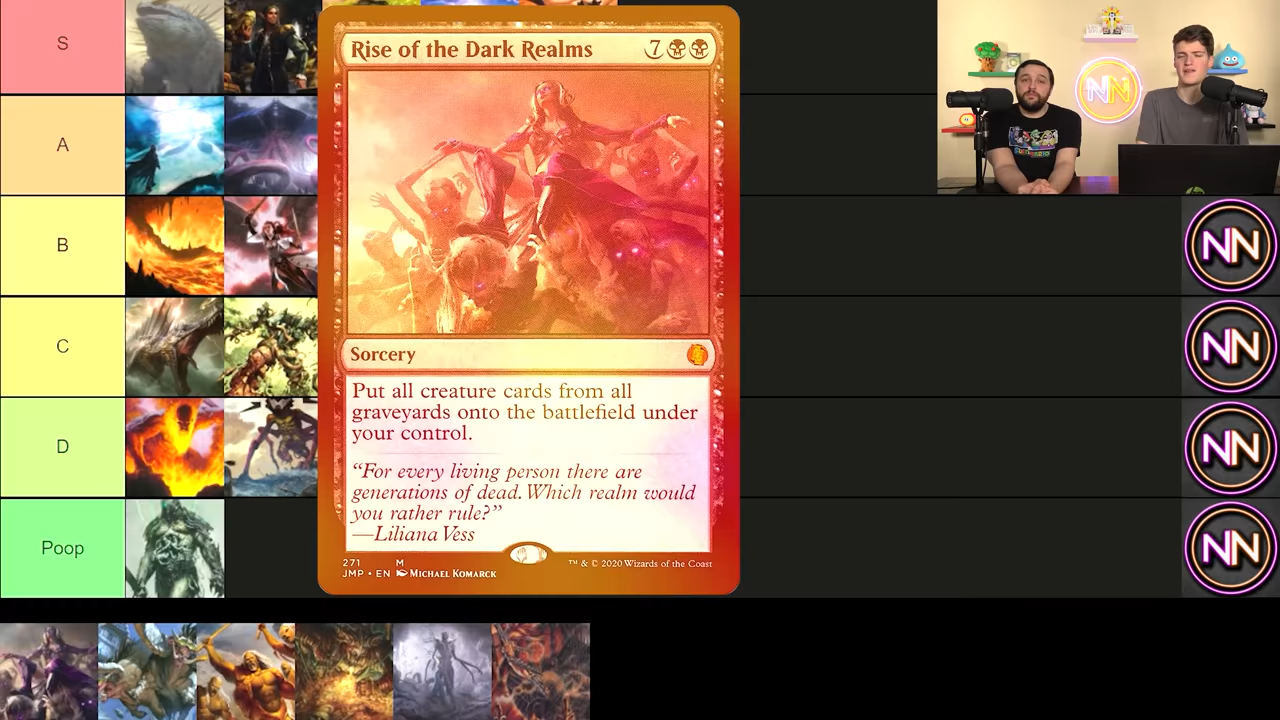 S
A
B
C
D
Poop
Rise of the Dark Realms 7
Sorcery
Put all creature cards from all
graveyards onto the battlefield under
your control.
“For every living person there are
generations of dead. Which realm would
you rather rule?”
—Liliana Vess
271 M
JMP • EN Michael Komarck
™ & © 2020 Wizards of the Coast
NN
NN
NN
NN
NN